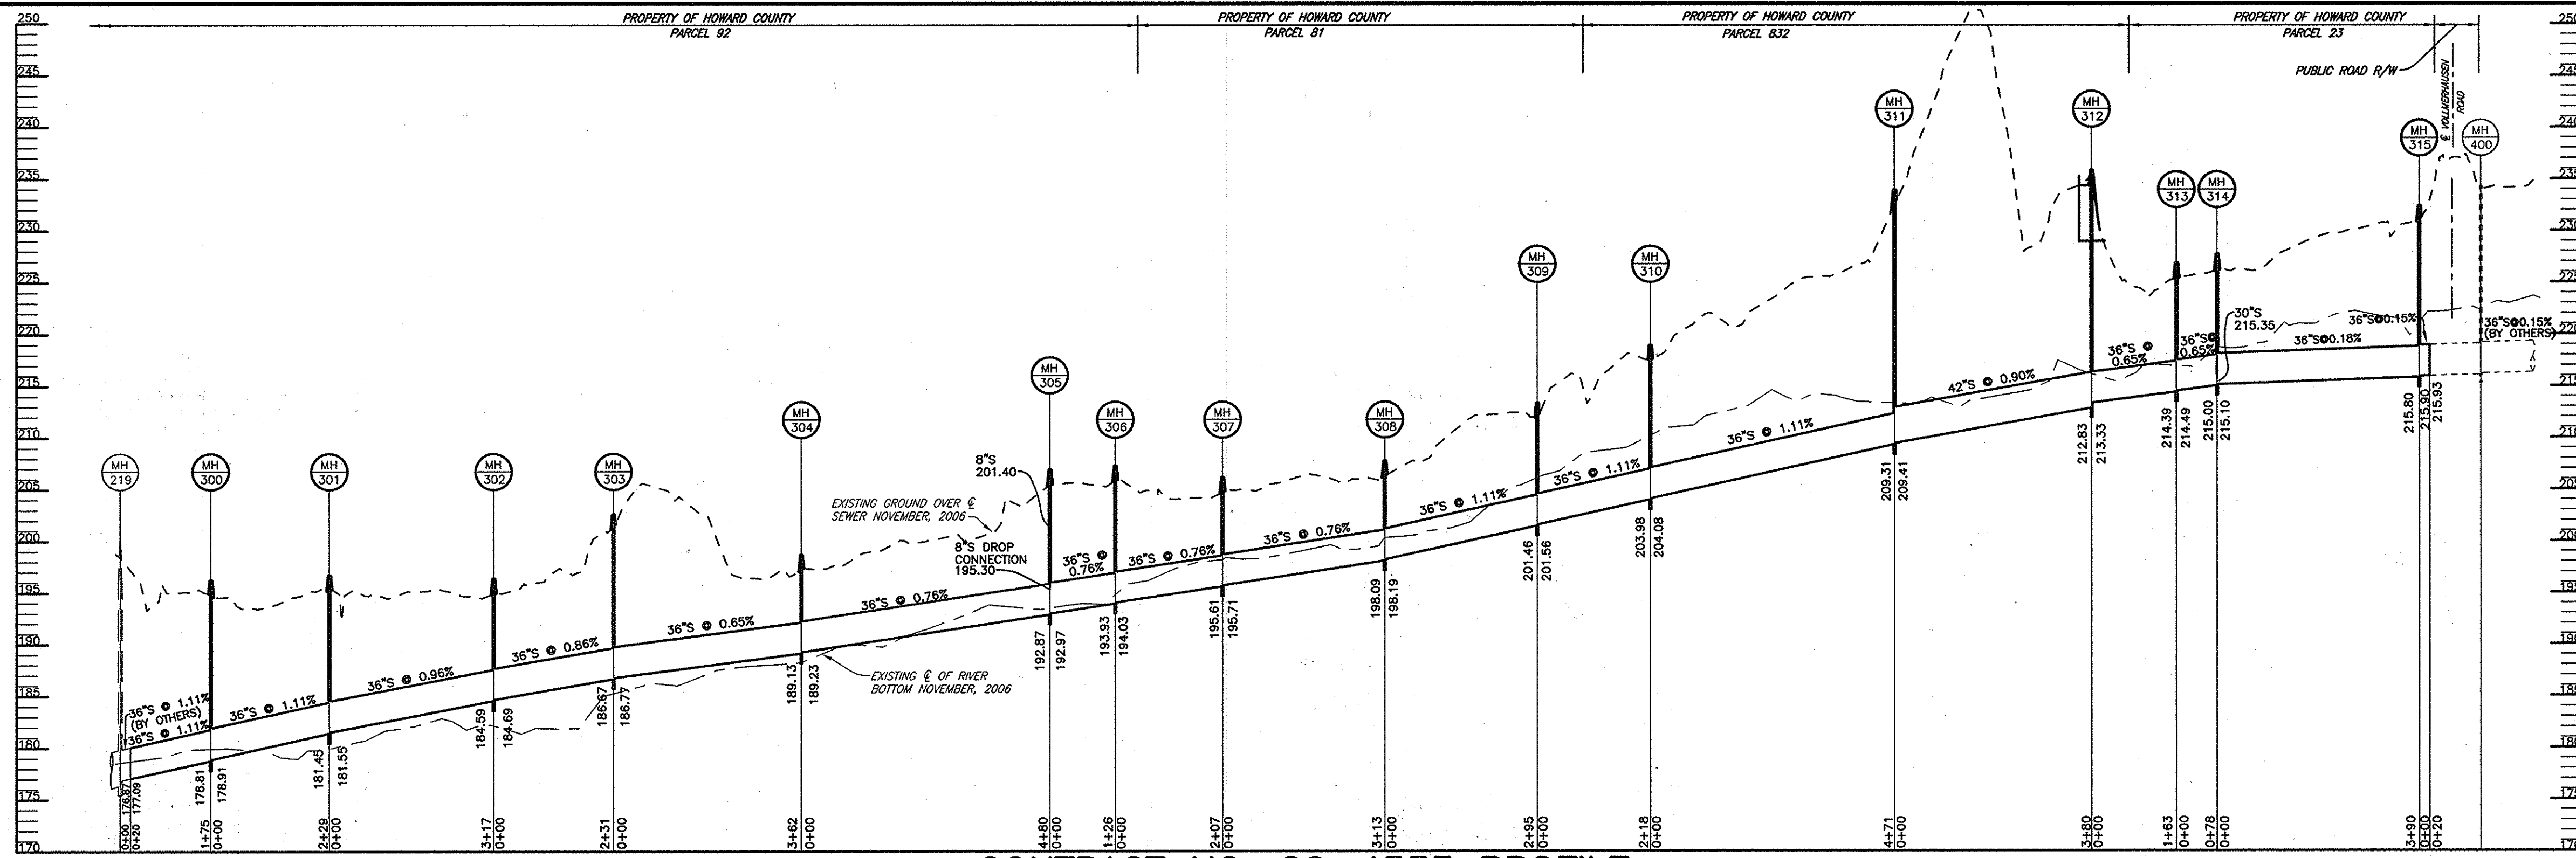 PROPERTY OF HOWARD COUNTY
PARCEL 92
PROPERTY OF HOWARD COUNTY
PARCEL 81
PROPERTY OF HOWARD COUNTY
PARCEL 832
PROPERTY OF HOWARD COUNTY
PARCEL 23
PUBLIC ROAD R/W
℄ VOLLMERHAUSEN
ROAD
250
245
240
235
230
225
220
215
210
205
200
195
190
185
180
175
170
MH
219
MH
300
MH
301
MH
302
MH
303
MH
304
MH
305
MH
306
MH
307
MH
308
MH
309
MH
310
MH
311
MH
312
MH
313
MH
314
MH
315
MH
400
36"S @ 1.11%
(BY OTHERS)
36"S @ 1.11%
36"S @ 1.11%
36"S @ 0.96%
36"S @ 0.86%
36"S @ 0.65%
36"S @ 0.76%
36"S @
0.76%
36"S @ 0.76%
36"S @ 0.76%
36"S @ 1.11%
36"S @ 1.11%
36"S @ 1.11%
42"S @ 0.90%
36"S @
0.65%
36"S@
0.65%
36"S@0.18%
36"S@0.15%
36"S@0.15%
(BY OTHERS)
8"S
201.40
8"S DROP
CONNECTION
195.30
30"S
215.35
EXISTING GROUND OVER ℄
SEWER NOVEMBER, 2006
EXISTING ℄ OF RIVER
BOTTOM NOVEMBER, 2006
176.87
177.09
178.81
178.91
181.45
181.55
184.59
184.69
186.67
186.77
189.13
189.23
192.87
192.97
193.93
194.03
195.61
195.71
198.09
198.19
201.46
201.56
203.98
204.08
209.31
209.41
212.83
213.33
214.39
214.49
215.00
215.10
215.80
215.90
215.93
0+00
0+20
1+75
0+00
2+29
0+00
3+17
0+00
2+31
0+00
3+62
0+00
4+80
0+00
1+26
0+00
2+07
0+00
3+13
0+00
2+95
0+00
2+18
0+00
4+71
0+00
3+80
0+00
1+63
0+00
0+78
0+00
3+90
0+00
0+20